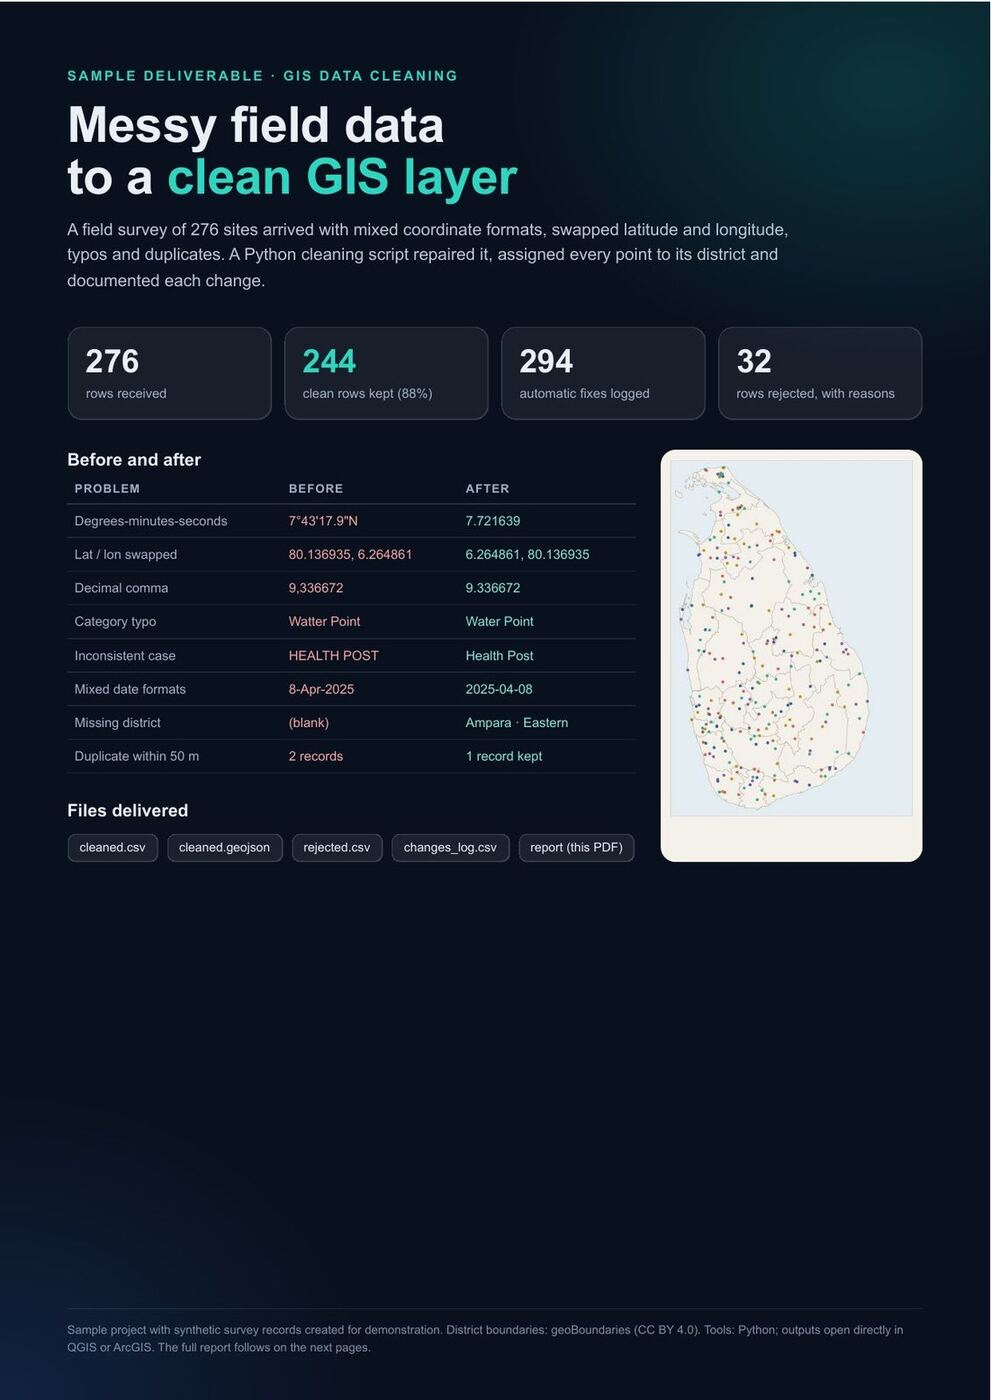 SAMPLE DELIVERABLE · GIS DATA CLEANING
Messy field data
to a clean GIS layer
A field survey of 276 sites arrived with mixed coordinate formats, swapped latitude and longitude,
typos and duplicates. A Python cleaning script repaired it, assigned every point to its district and
documented each change.
276
rows received
244
clean rows kept (88%)
294
automatic fixes logged
32
rows rejected, with reasons
Before and after
PROBLEM BEFORE AFTER
Degrees-minutes-seconds 7°43'17.9"N 7.721639
Lat / lon swapped 80.136935, 6.264861 6.264861, 80.136935
Decimal comma 9,336672 9.336672
Category typo Watter Point Water Point
Inconsistent case HEALTH POST Health Post
Mixed date formats 8-Apr-2025 2025-04-08
Missing district (blank) Ampara · Eastern
Duplicate within 50 m 2 records 1 record kept
Files delivered
cleaned.csv cleaned.geojson rejected.csv changes_log.csv report (this PDF)
Sample project with synthetic survey records created for demonstration. District boundaries: geoBoundaries (CC BY 4.0). Tools: Python; outputs open directly in
QGIS or ArcGIS. The full report follows on the next pages.